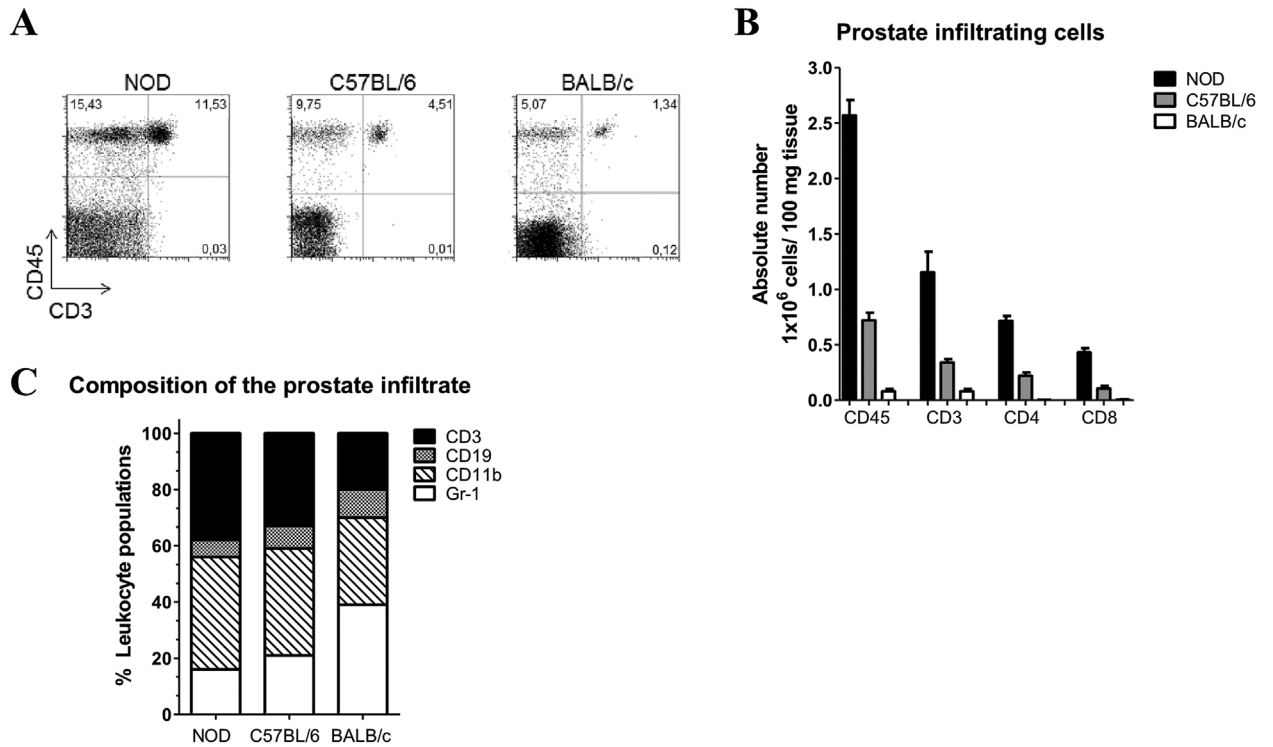 A
NOD
15,43 11,53
0,03
C57BL/6
9,75 4,51
0,01
BALB/c
5,07 1,34
0,12
CD45
CD3
B
Prostate infiltrating cells
Absolute number
1x10⁶ cells/ 100 mg tissue
3.0
2.5
2.0
1.5
1.0
0.5
0.0
CD45 CD3 CD4 CD8
NOD
C57BL/6
BALB/c
C
Composition of the prostate infiltrate
% Leukocyte populations
100
80
60
40
20
0
NOD C57BL/6 BALB/c
CD3
CD19
CD11b
Gr-1